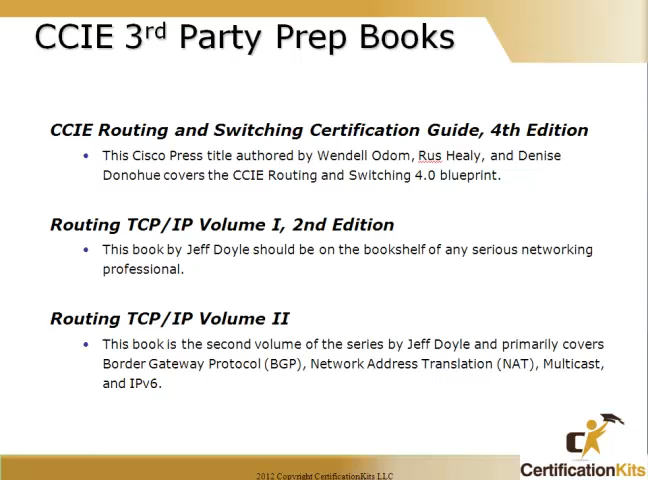 CCIE 3rd Party Prep Books
CCIE Routing and Switching Certification Guide, 4th Edition
• This Cisco Press title authored by Wendell Odom, Rus Healy, and Denise
Donohue covers the CCIE Routing and Switching 4.0 blueprint.
Routing TCP/IP Volume I, 2nd Edition
• This book by Jeff Doyle should be on the bookshelf of any serious networking
professional.
Routing TCP/IP Volume II
• This book is the second volume of the series by Jeff Doyle and primarily covers
Border Gateway Protocol (BGP), Network Address Translation (NAT), Multicast,
and IPv6.
CertificationKits
2012 Copyright CertificationKits LLC